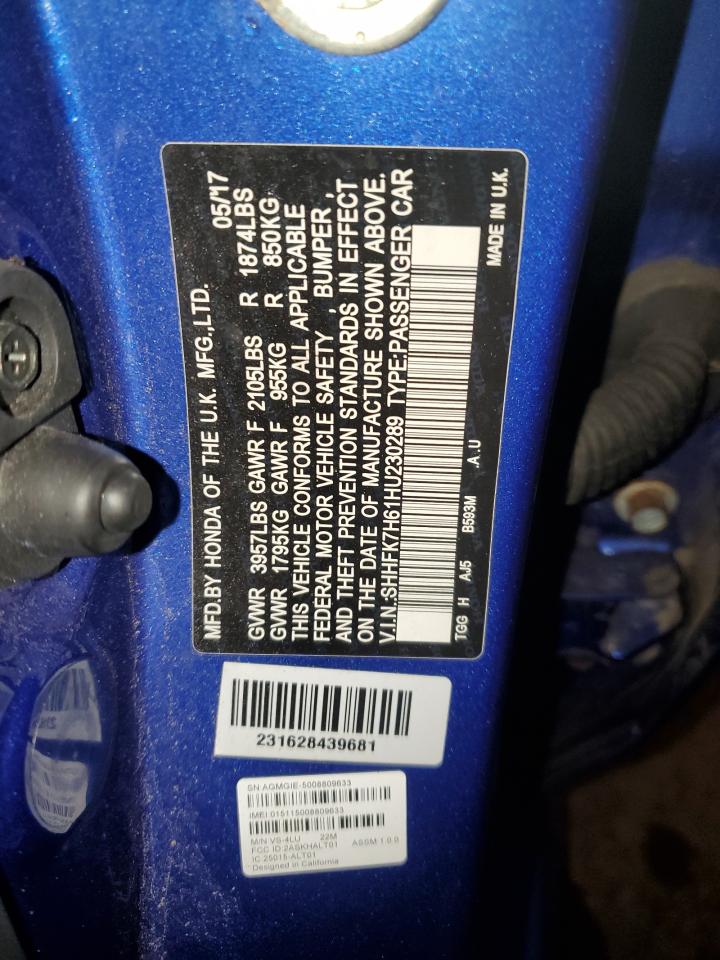 MFD.BY HONDA OF THE U.K. MFG.,LTD. 05/17
GVWR 3957LBS GAWR F 2105LBS R 1874LBS
GVWR 1795KG GAWR F 955KG R 850KG
THIS VEHICLE CONFORMS TO ALL APPLICABLE
FEDERAL MOTOR VEHICLE SAFETY , BUMPER ,
AND THEFT PREVENTION STANDARDS IN EFFECT
ON THE DATE OF MANUFACTURE SHOWN ABOVE.
V.I.N.:SHHFK7H61HU230289 TYPE:PASSENGER CAR
TGG H AJ5 B593M .A.U MADE IN U.K.
231628439681
SN:AGMGIE-5008809633
IMEI:015115008809633
M/N VS-4LU 22M
FCC ID:2ASKHALT01 ASSM 1.0.0
IC:25015-ALT01
Designed in California